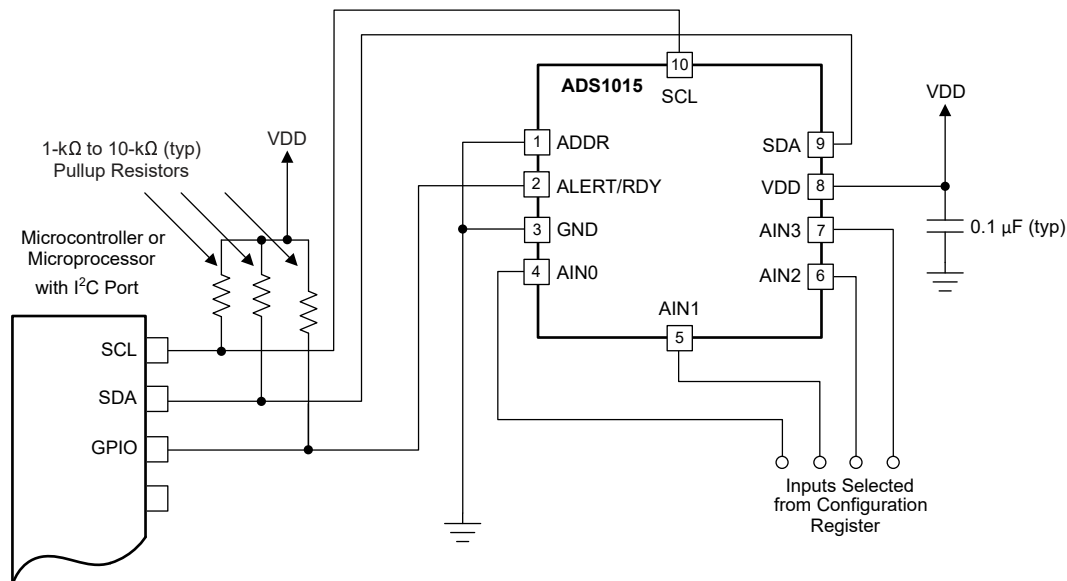 10
ADS1015
SCL
VDD
1-kΩ to 10-kΩ (typ)
Pullup Resistors
VDD
1 ADDR
SDA 9
2 ALERT/RDY
VDD 8
3 GND
AIN3 7
0.1 µF (typ)
4 AIN0
AIN2 6
AIN1
5
Microcontroller or
Microprocessor
with I²C Port
SCL
SDA
GPIO
Inputs Selected
from Configuration
Register